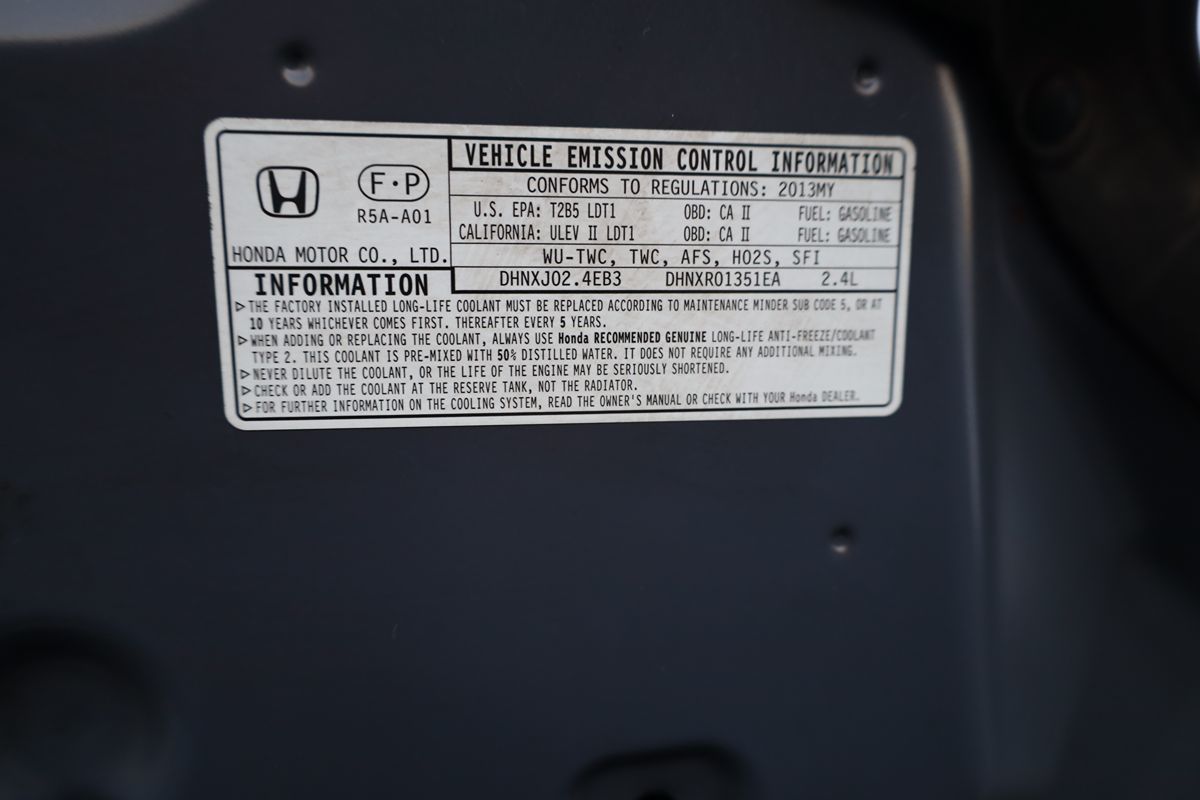 F·P
R5A-A01
HONDA MOTOR CO., LTD.
VEHICLE EMISSION CONTROL INFORMATION
CONFORMS TO REGULATIONS: 2013MY
U.S. EPA: T2B5 LDT1 OBD: CA II FUEL: GASOLINE
CALIFORNIA: ULEV II LDT1 OBD: CA II FUEL: GASOLINE
WU-TWC, TWC, AFS, HO2S, SFI
DHNXJ02.4EB3 DHNXR01351EA 2.4L
INFORMATION
▷THE FACTORY INSTALLED LONG-LIFE COOLANT MUST BE REPLACED ACCORDING TO MAINTENANCE MINDER SUB CODE 5, OR AT
10 YEARS WHICHEVER COMES FIRST. THEREAFTER EVERY 5 YEARS.
▷WHEN ADDING OR REPLACING THE COOLANT, ALWAYS USE Honda RECOMMENDED GENUINE LONG-LIFE ANTI-FREEZE/COOLANT
TYPE 2. THIS COOLANT IS PRE-MIXED WITH 50% DISTILLED WATER. IT DOES NOT REQUIRE ANY ADDITIONAL MIXING.
▷NEVER DILUTE THE COOLANT, OR THE LIFE OF THE ENGINE MAY BE SERIOUSLY SHORTENED.
▷CHECK OR ADD THE COOLANT AT THE RESERVE TANK, NOT THE RADIATOR.
▷FOR FURTHER INFORMATION ON THE COOLING SYSTEM, READ THE OWNER'S MANUAL OR CHECK WITH YOUR Honda DEALER.